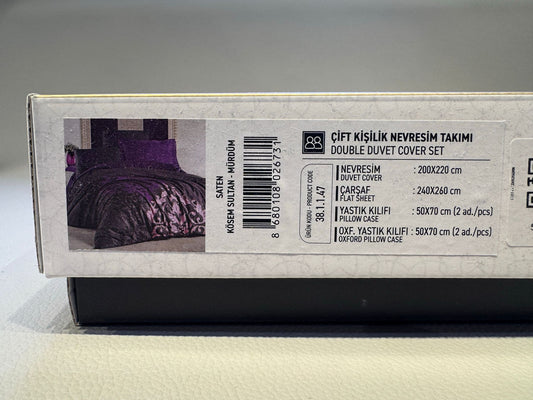 SATEN
KÖSEM SULTAN - MÜRDÜM
8 680108 026731
ÜRÜN KODU - PRODUCT CODE
38.1.1.47
ÇİFT KİŞİLİK NEVRESİM TAKIMI
DOUBLE DUVET COVER SET
NEVRESİM : 200X220 cm
DUVET COVER
ÇARŞAF : 240X260 cm
FLAT SHEET
YASTIK KILIFI : 50X70 cm (2 ad./pcs)
PILLOW CASE
OXF. YASTIK KILIFI : 50X70 cm (2 ad./pcs)
OXFORD PILLOW CASE